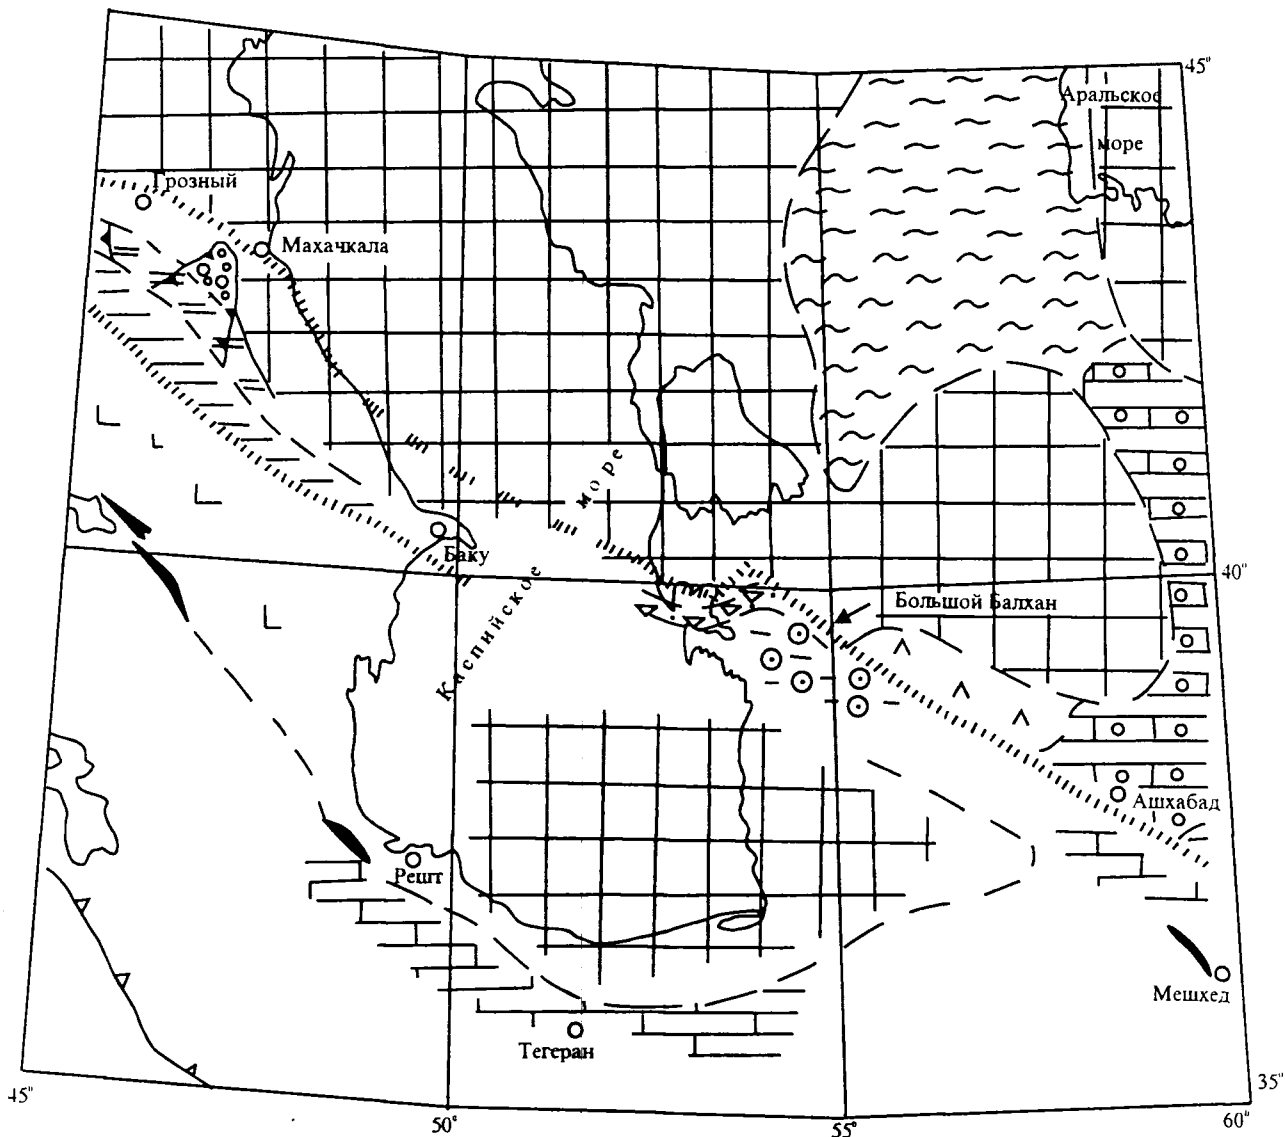 45"
Аральское
море
Грозный
Махачкала
море
Баку
40"
Большой Балхан
Каспийское
Ашхабад
Решт
Мешхед
Тегеран
45"
50°
55"
60"
35"